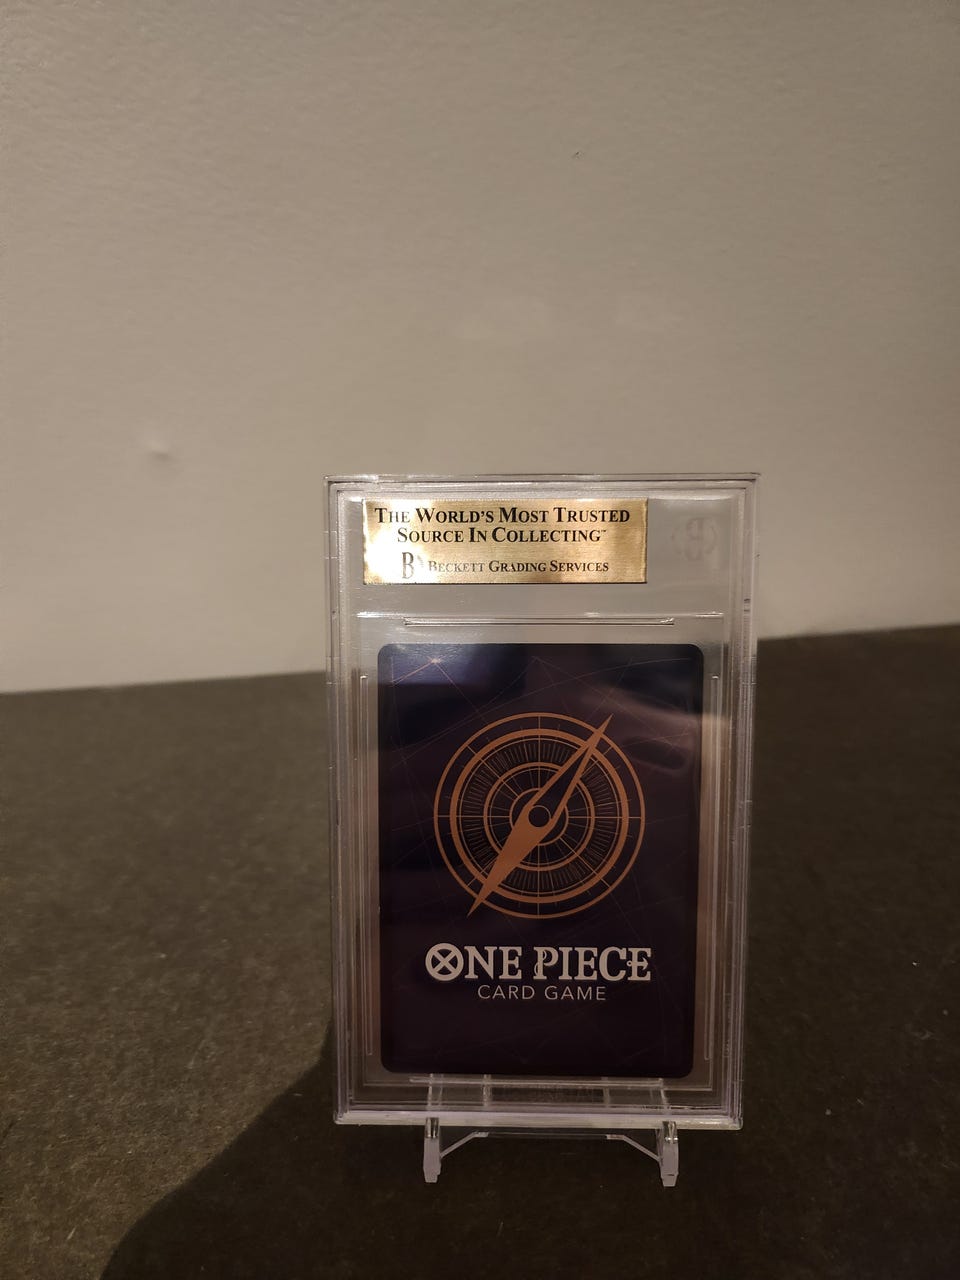 THE WORLD'S MOST TRUSTED
SOURCE IN COLLECTING™
B BECKETT GRADING SERVICES
ONE PIECE
CARD GAME